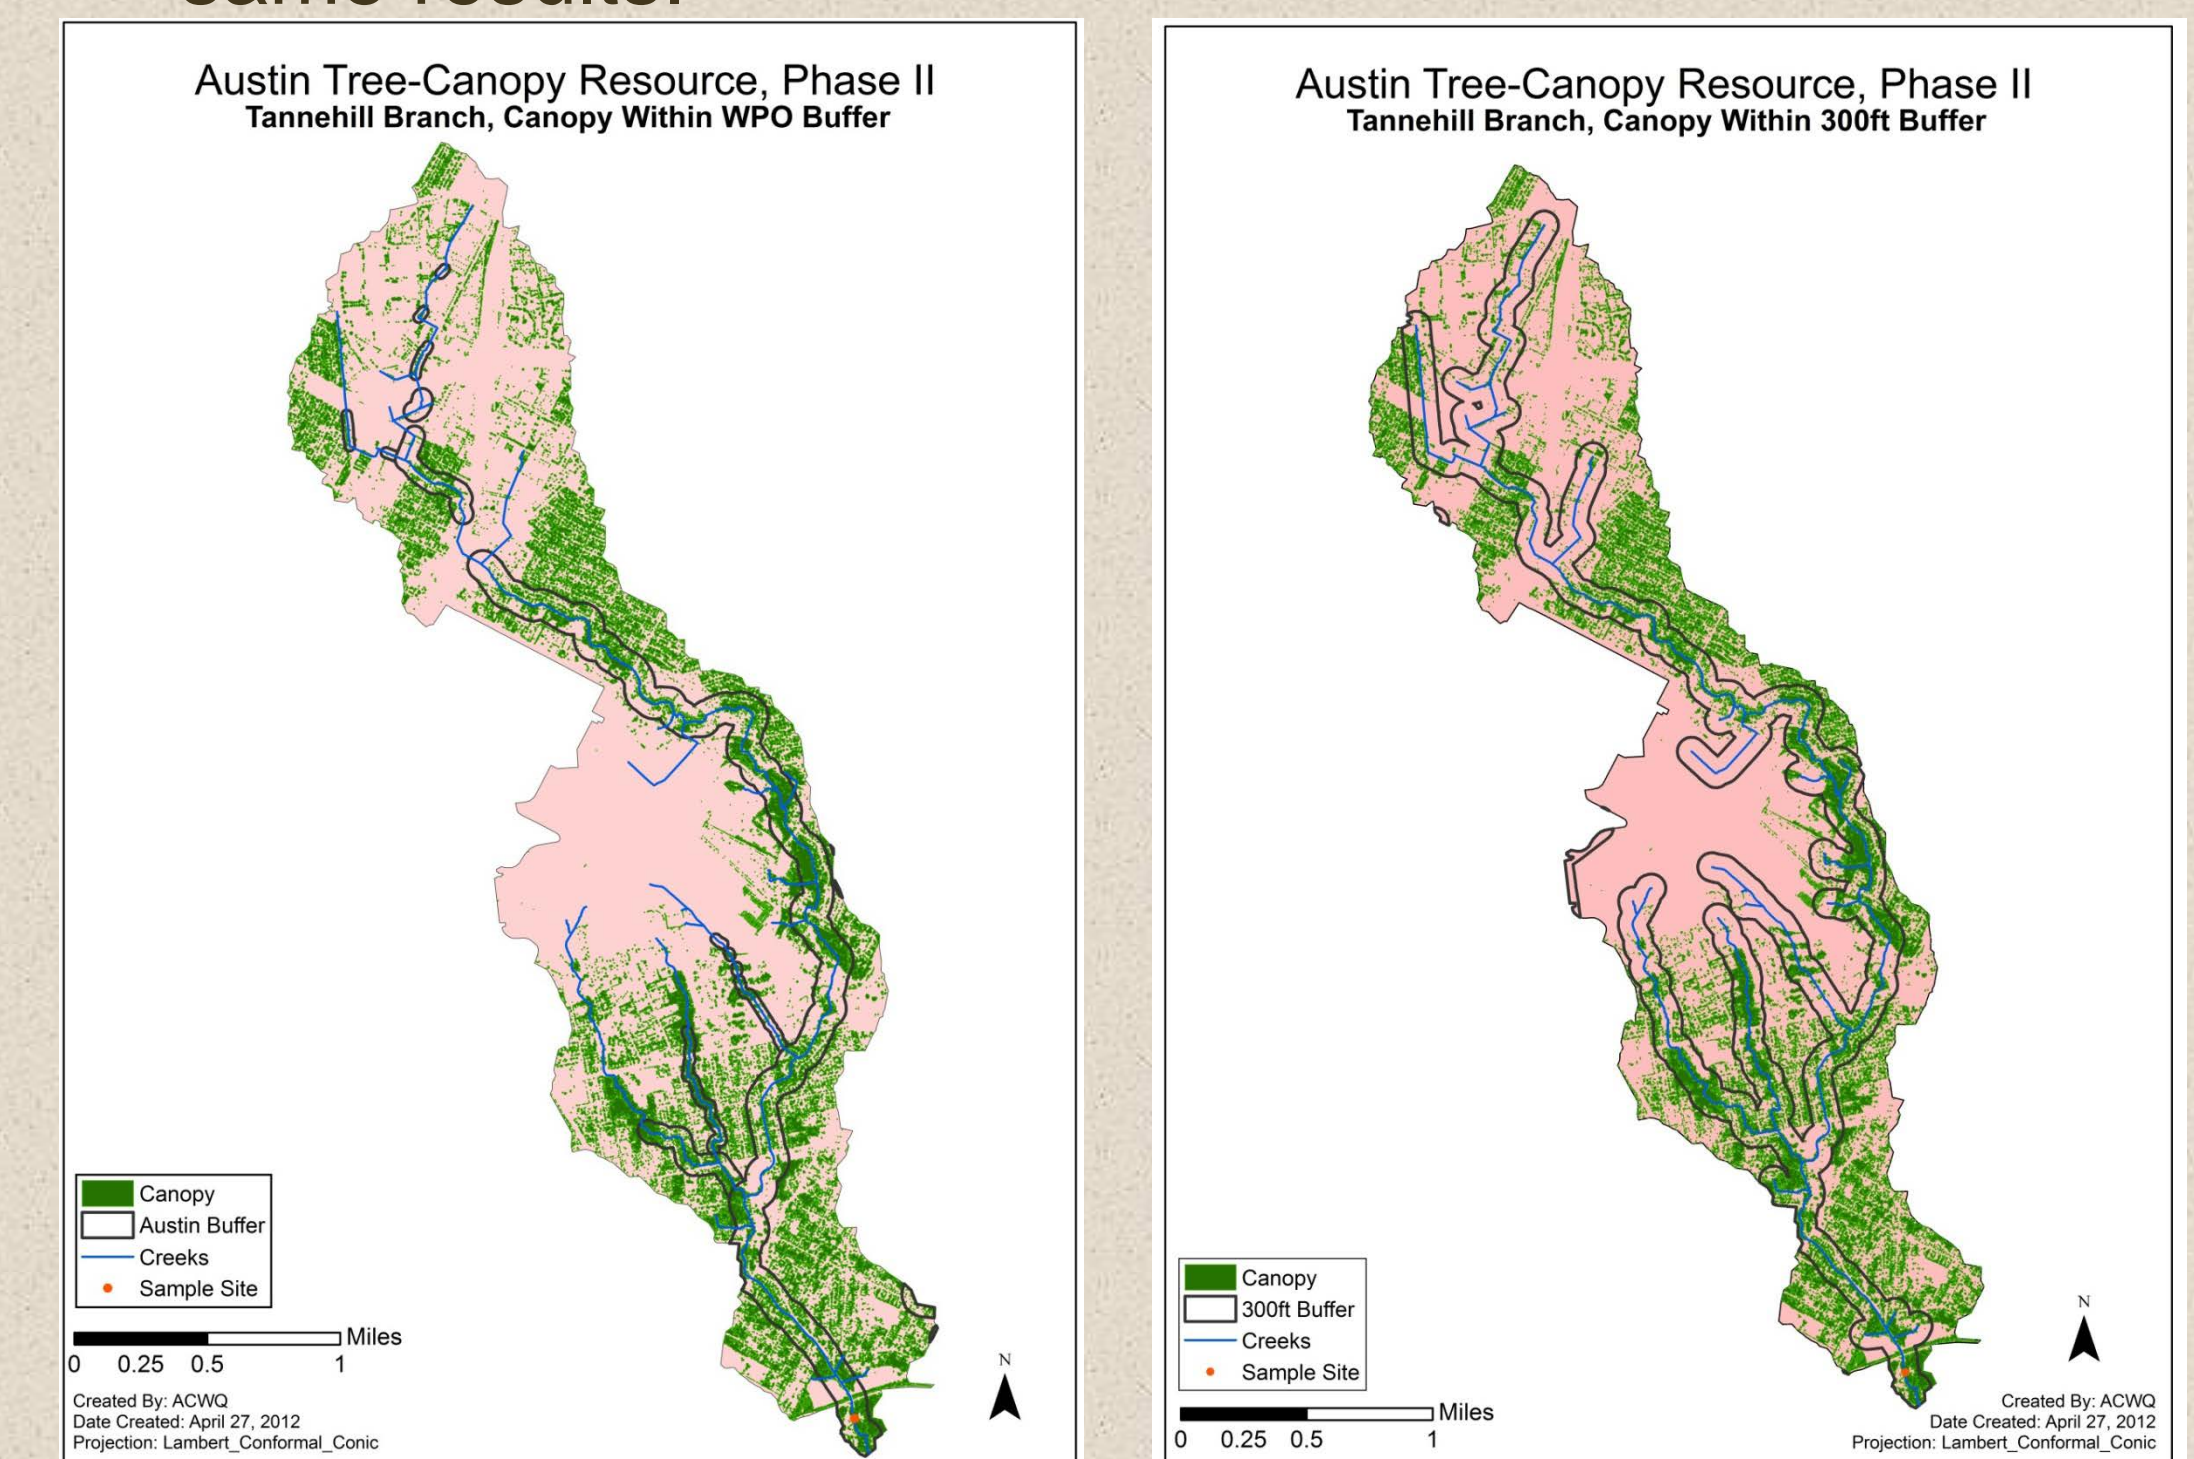 same results.
Austin Tree-Canopy Resource, Phase II
Tannehill Branch, Canopy Within WPO Buffer
Canopy
Austin Buffer
Creeks
Sample Site
Miles
0 0.25 0.5 1
Created By: ACWQ
Date Created: April 27, 2012
Projection: Lambert_Conformal_Conic
N
Austin Tree-Canopy Resource, Phase II
Tannehill Branch, Canopy Within 300ft Buffer
Canopy
300ft Buffer
Creeks
Sample Site
Miles
0 0.25 0.5 1
N
Created By: ACWQ
Date Created: April 27, 2012
Projection: Lambert_Conformal_Conic